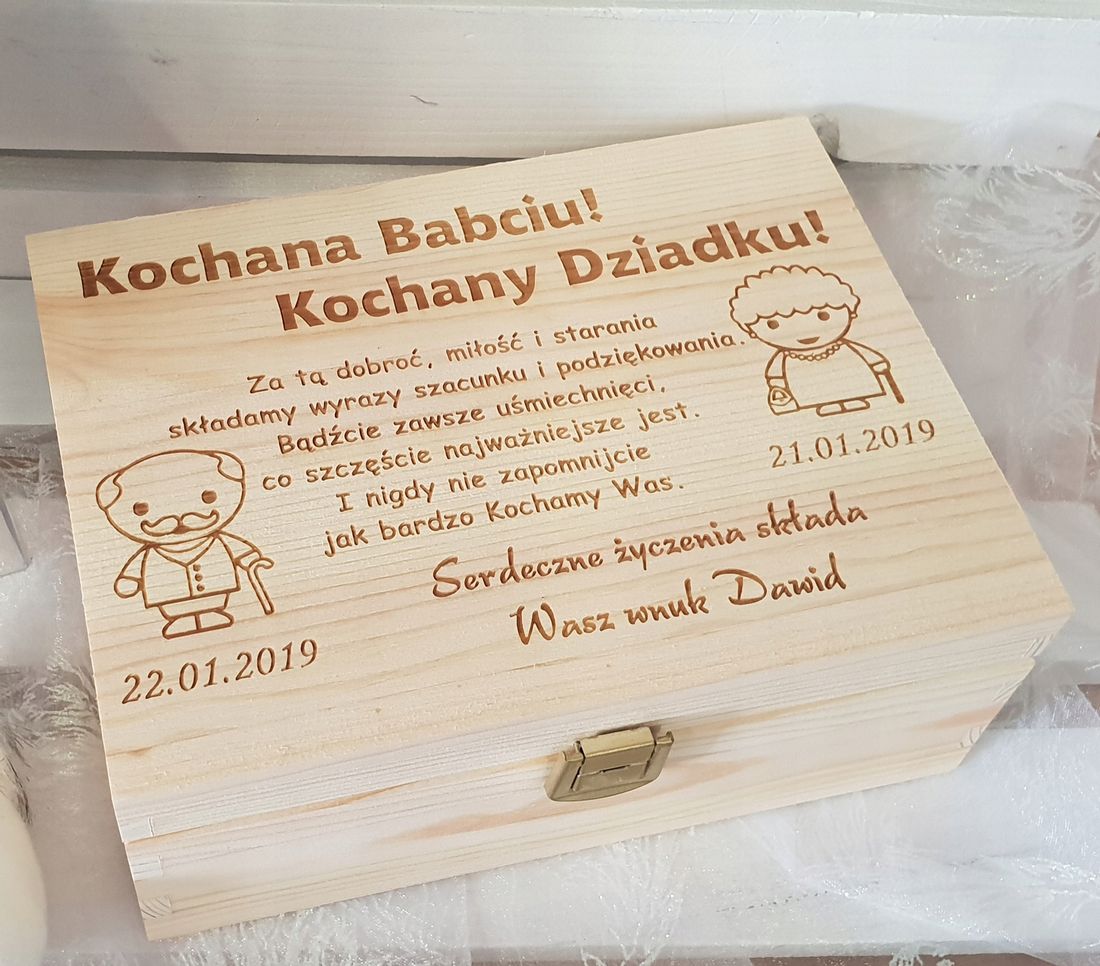 Kochana Babciu!
Kochany Dziadku!
Za tą dobroć, miłość i starania
składamy wyrazy szacunku i podziękowania.
Bądźcie zawsze uśmiechnięci,
co szczęście najważniejsze jest.
I nigdy nie zapomnijcie
jak bardzo Kochamy Was.
21.01.2019
Serdeczne życzenia składa
Wasz wnuk Dawid
22.01.2019